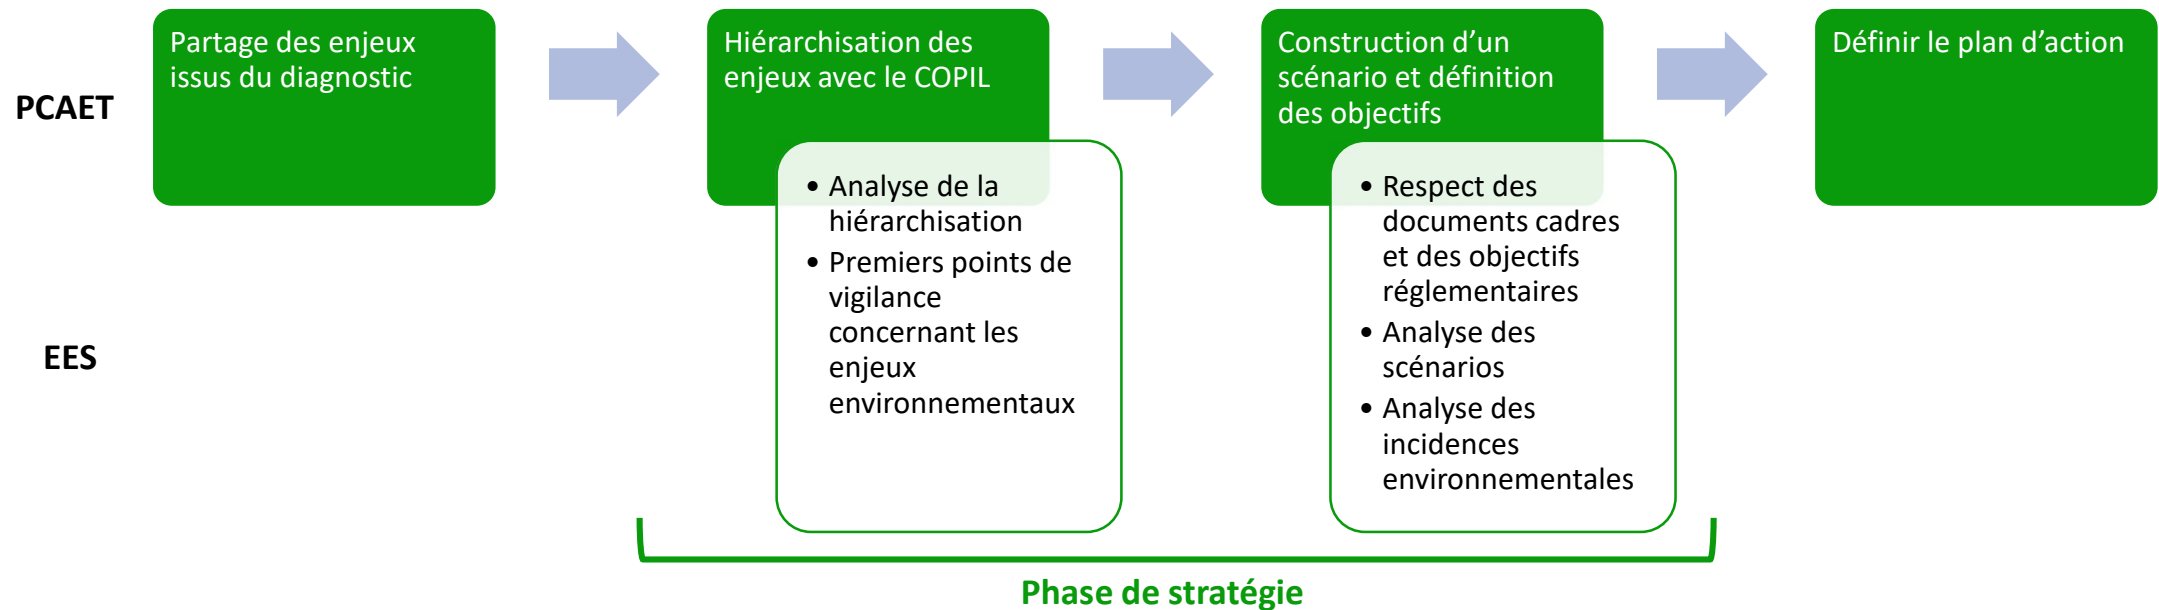 PCAET
Partage des enjeux
issus du diagnostic
Hiérarchisation des
enjeux avec le COPIL
Construction d’un
scénario et définition
des objectifs
Définir le plan d’action
EES
• Analyse de la
hiérarchisation
• Premiers points de
vigilance
concernant les
enjeux
environnementaux
• Respect des
documents cadres
et des objectifs
réglementaires
• Analyse des
scénarios
• Analyse des
incidences
environnementales
Phase de stratégie